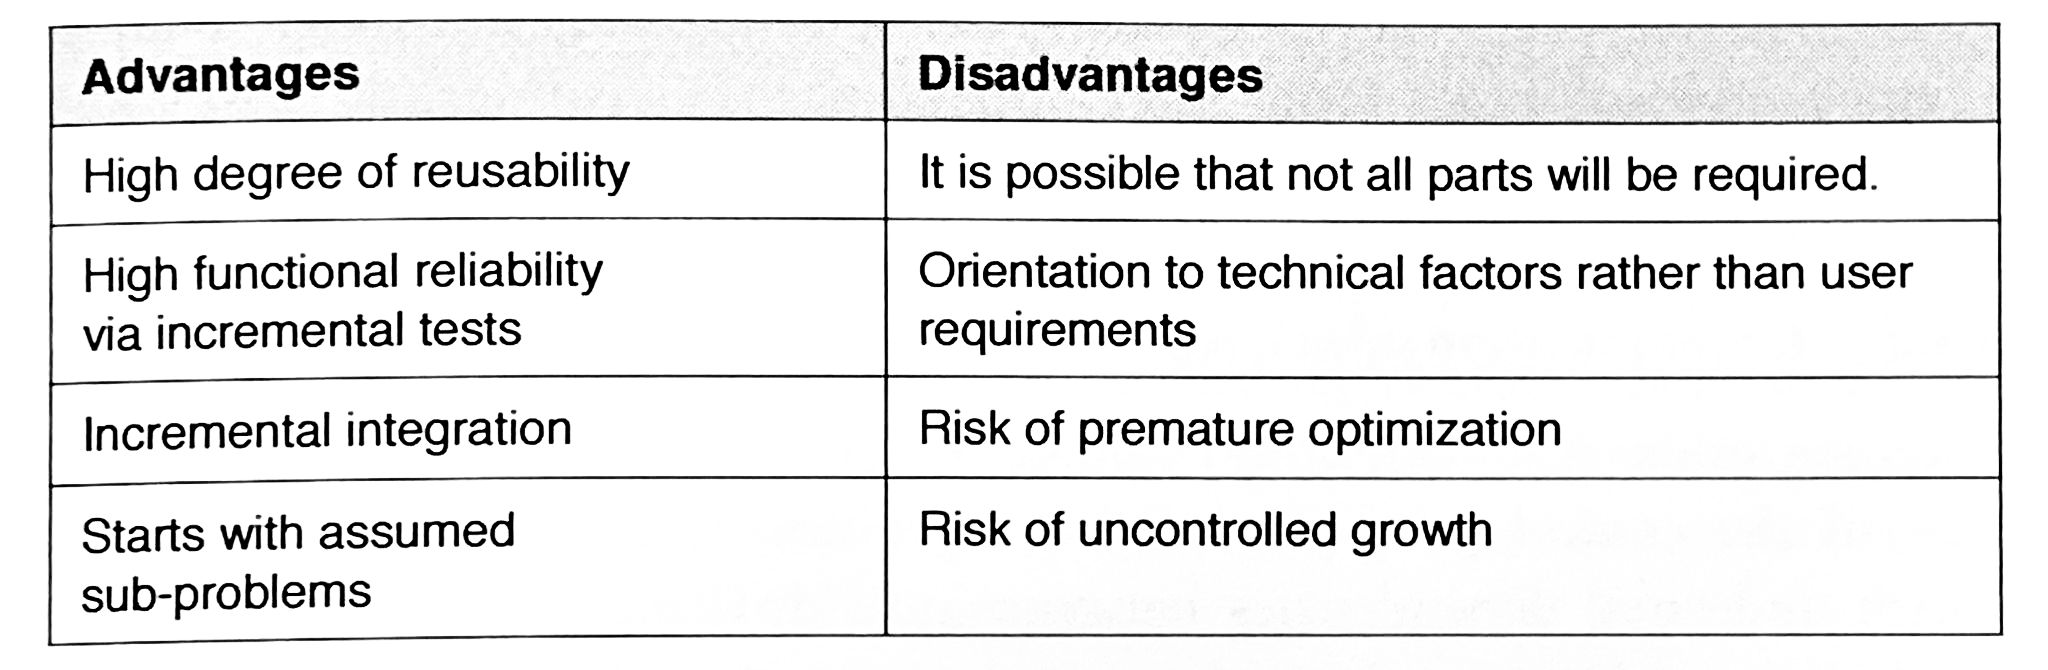 Advantages
Disadvantages
High degree of reusability
It is possible that not all parts will be required.
High functional reliability
via incremental tests
Orientation to technical factors rather than user
requirements
Incremental integration
Risk of premature optimization
Starts with assumed
sub-problems
Risk of uncontrolled growth